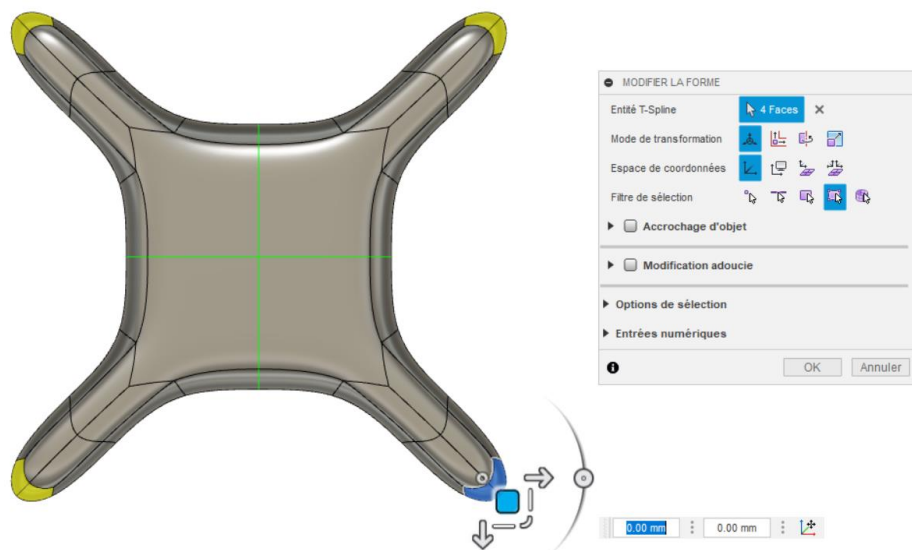 MODIFIER LA FORME
Entité T-Spline 4 Faces
Mode de transformation
Espace de coordonnées
Filtre de sélection
Accrochage d'objet
Modification adoucie
Options de sélection
Entrées numériques
OK Annuler
0.00 mm 0.00 mm